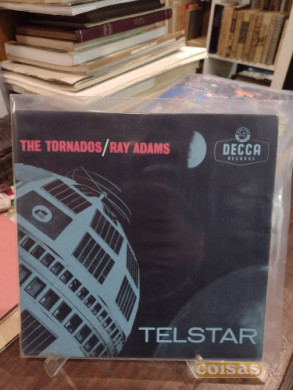 THE TORNADOS/RAY ADAMS
DECCA
RECORDS
TELSTAR
coisas